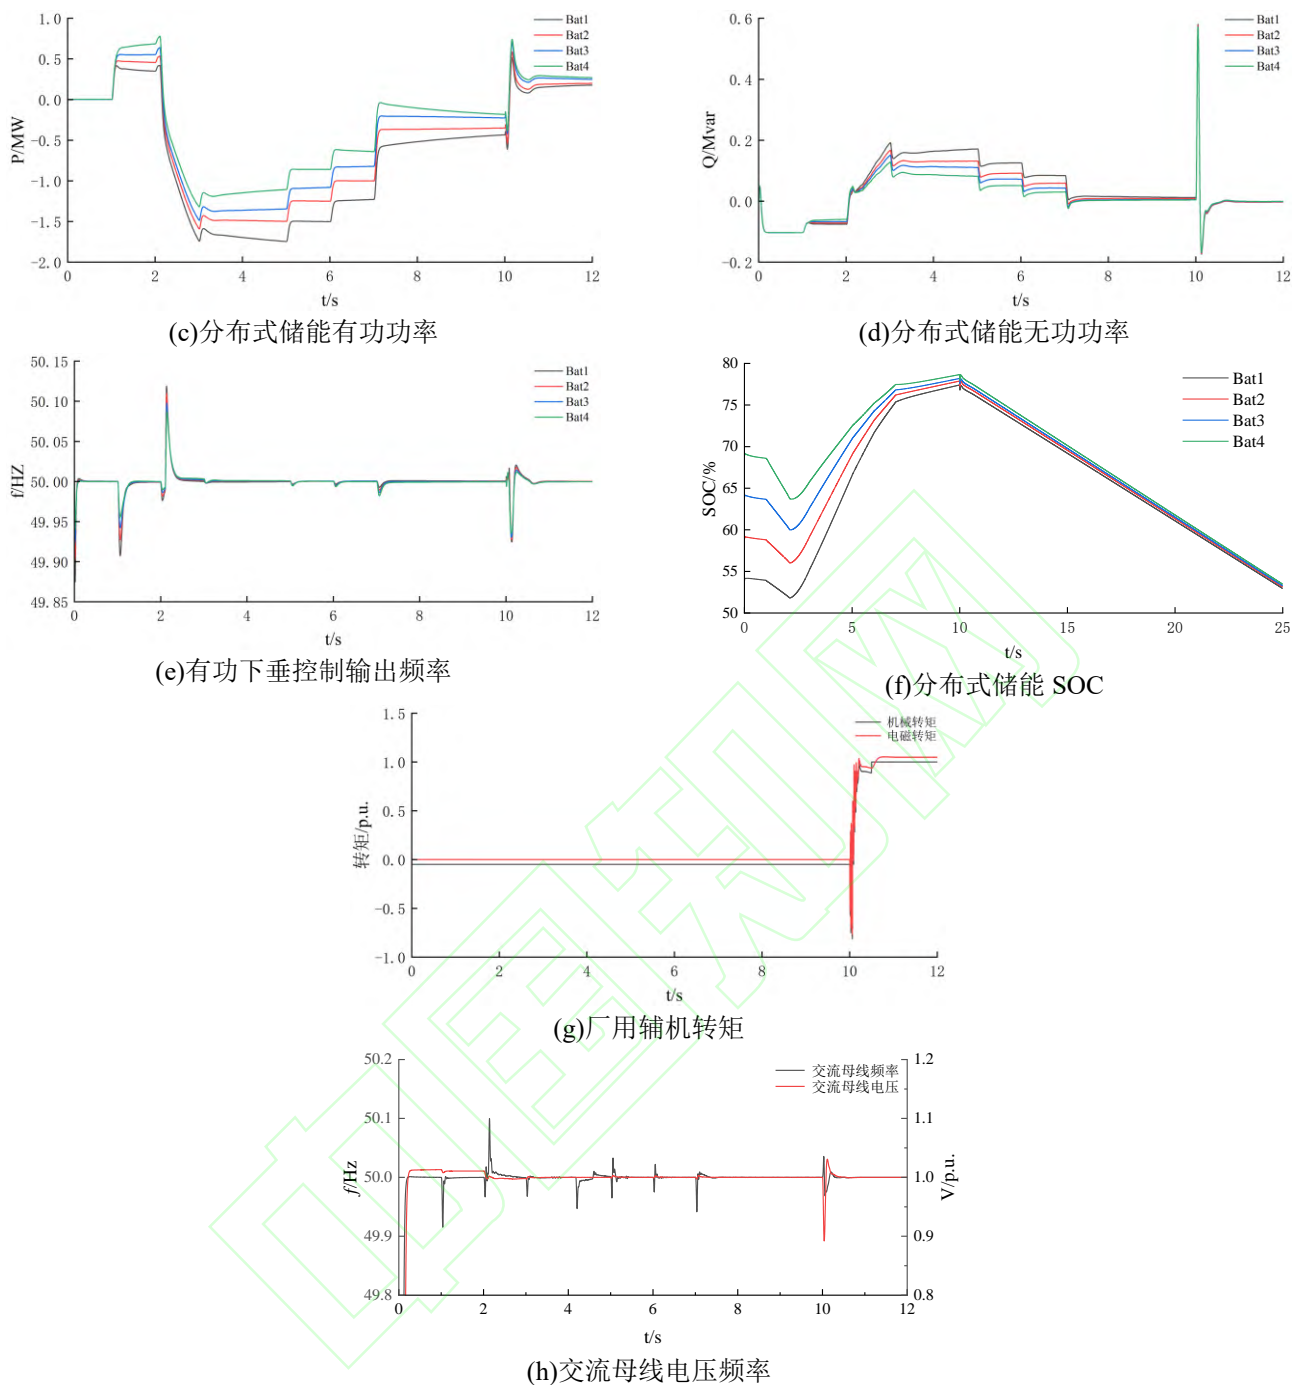 1.0
0.5
0.0
-0.5
-1.0
-1.5
-2.0
P/MW
0 2 4 6 8 10 12
t/s
Bat1
Bat2
Bat3
Bat4
(c)分布式储能有功功率
0.6
0.4
0.2
0.0
-0.2
Q/Mvar
0 2 4 6 8 10 12
t/s
Bat1
Bat2
Bat3
Bat4
(d)分布式储能无功功率
50.15
50.10
50.05
50.00
49.95
49.90
49.85
f/HZ
0 2 4 6 8 10 12
t/s
Bat1
Bat2
Bat3
Bat4
(e)有功下垂控制输出频率
80
75
70
65
60
55
50
SOC/%
0 5 10 15 20 25
t/s
Bat1
Bat2
Bat3
Bat4
(f)分布式储能 SOC
1.5
1.0
0.5
0.0
-0.5
-1.0
转矩/p.u.
0 2 4 6 8 10 12
t/s
机械转矩
电磁转矩
(g)厂用辅机转矩
50.2
50.1
50.0
49.9
49.8
f/Hz
1.2
1.1
1.0
0.9
0.8
V/p.u.
0 2 4 6 8 10 12
t/s
交流母线频率
交流母线电压
(h)交流母线电压频率
中国知网